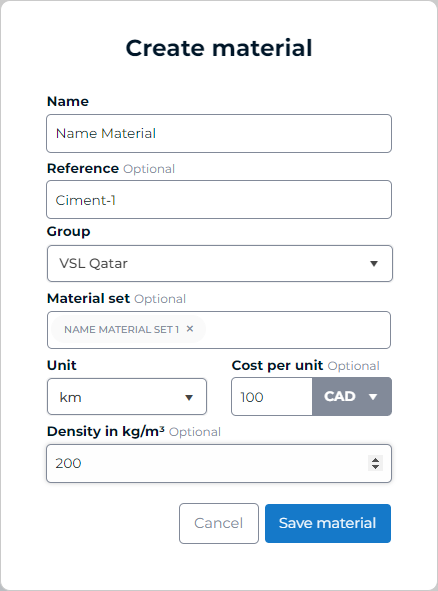 Create material
Name
Name Material
Reference Optional
Ciment-1
Group
VSL Qatar
Material set Optional
NAME MATERIAL SET 1 ×
Unit
Cost per unit Optional
km
100
CAD
Density in kg/m³ Optional
200
Cancel
Save material